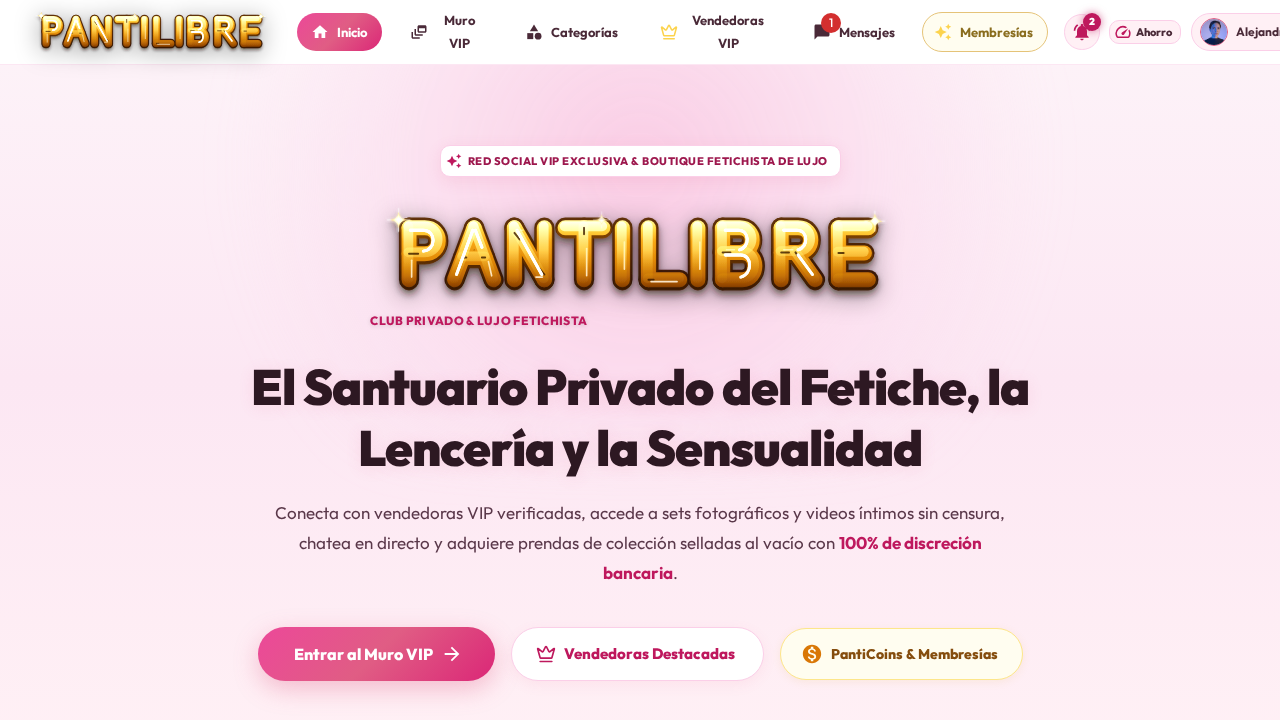 PANTILIBRE
Inicio
Muro
VIP
Categorías
Vendedoras
VIP
1
Mensajes
Membresías
2
Ahorro
RED SOCIAL VIP EXCLUSIVA & BOUTIQUE FETICHISTA DE LUJO
PANTILIBRE
CLUB PRIVADO & LUJO FETICHISTA
El Santuario Privado del Fetiche, la
Lencería y la Sensualidad
Conecta con vendedoras VIP verificadas, accede a sets fotográficos y videos íntimos sin censura,
chatea en directo y adquiere prendas de colección selladas al vacío con 100% de discreción
bancaria.
Entrar al Muro VIP
Vendedoras Destacadas
PantiCoins & Membresías